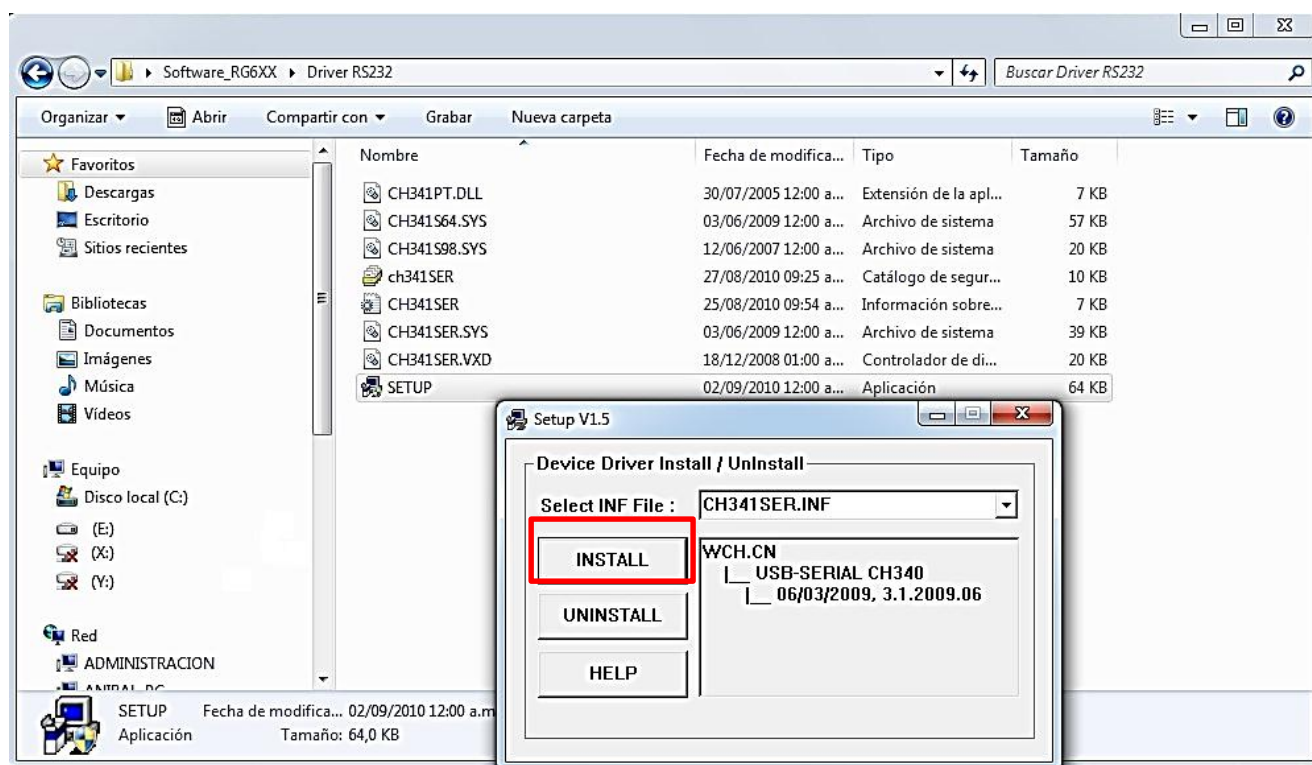 Software_RG6XX Driver RS232
Buscar Driver RS232
Organizar Abrir Compartir con Grabar Nueva carpeta
Favoritos
Descargas
Escritorio
Sitios recientes
Bibliotecas
Documentos
Imágenes
Música
Vídeos
Equipo
Disco local (C:)
(E:)
(X:)
(Y:)
Red
ADMINISTRACION
Nombre Fecha de modifica... Tipo Tamaño
CH341PT.DLL 30/07/2005 12:00 a... Extensión de la apl... 7 KB
CH341S64.SYS 03/06/2009 12:00 a... Archivo de sistema 57 KB
CH341S98.SYS 12/06/2007 12:00 a... Archivo de sistema 20 KB
ch341SER 27/08/2010 09:25 a... Catálogo de segur... 10 KB
CH341SER 25/08/2010 09:54 a... Información sobre... 7 KB
CH341SER.SYS 03/06/2009 12:00 a... Archivo de sistema 39 KB
CH341SER.VXD 18/12/2008 01:00 a... Controlador de di... 20 KB
SETUP 02/09/2010 12:00 a... Aplicación 64 KB
Setup V1.5
Device Driver Install / UnInstall
Select INF File : CH341SER.INF
INSTALL
UNINSTALL
HELP
WCH.CN
|__ USB-SERIAL CH340
|__ 06/03/2009, 3.1.2009.06
SETUP Fecha de modifica... 02/09/2010 12:00 a.m
Aplicación Tamaño: 64,0 KB